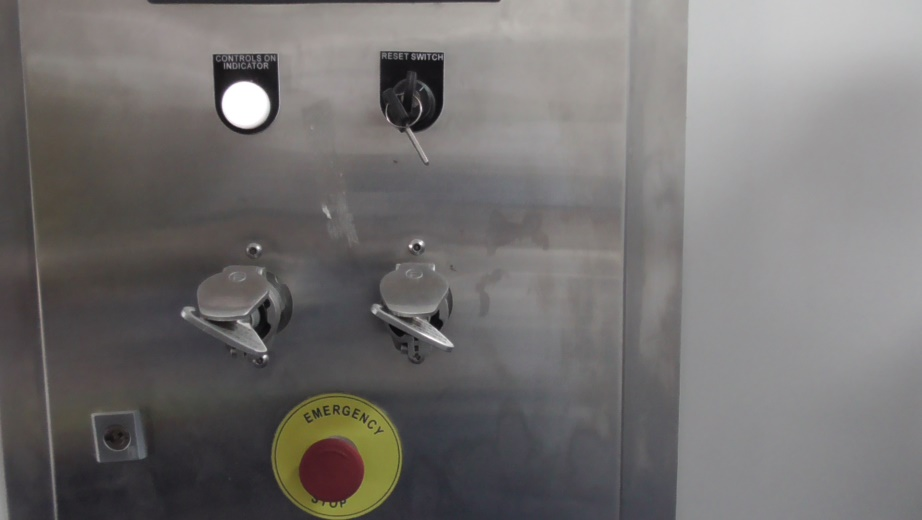 CONTROLS ON
INDICATOR
RESET SWITCH
EMERGENCY
STOP